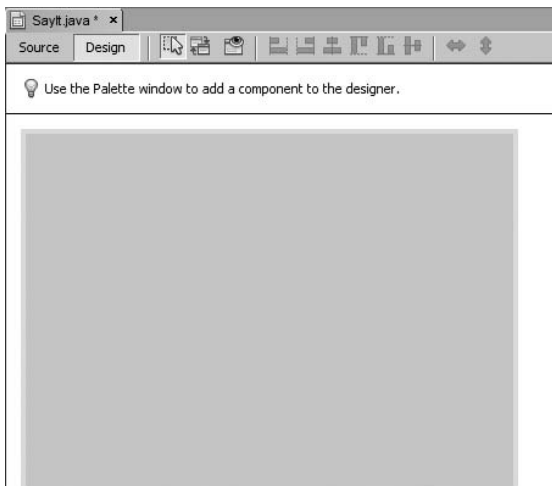 SayIt.java * ×
Source Design
Use the Palette window to add a component to the designer.